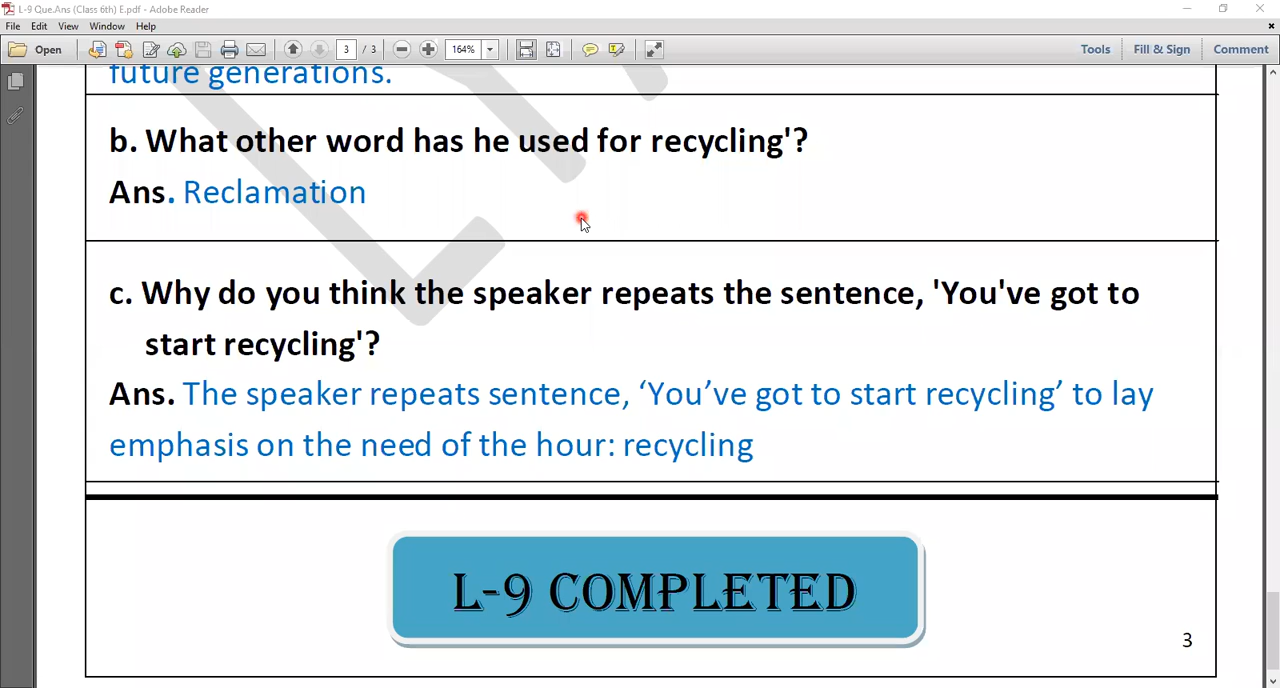 L-9 Que.Ans (Class 6th) E.pdf - Adobe Reader
File Edit View Window Help
Open 3 / 3 164% Tools Fill & Sign Comment
future generations.
b. What other word has he used for recycling'?
Ans. Reclamation
c. Why do you think the speaker repeats the sentence, 'You've got to
start recycling'?
Ans. The speaker repeats sentence, ‘You’ve got to start recycling’ to lay
emphasis on the need of the hour: recycling
L-9 COMPLETED
3